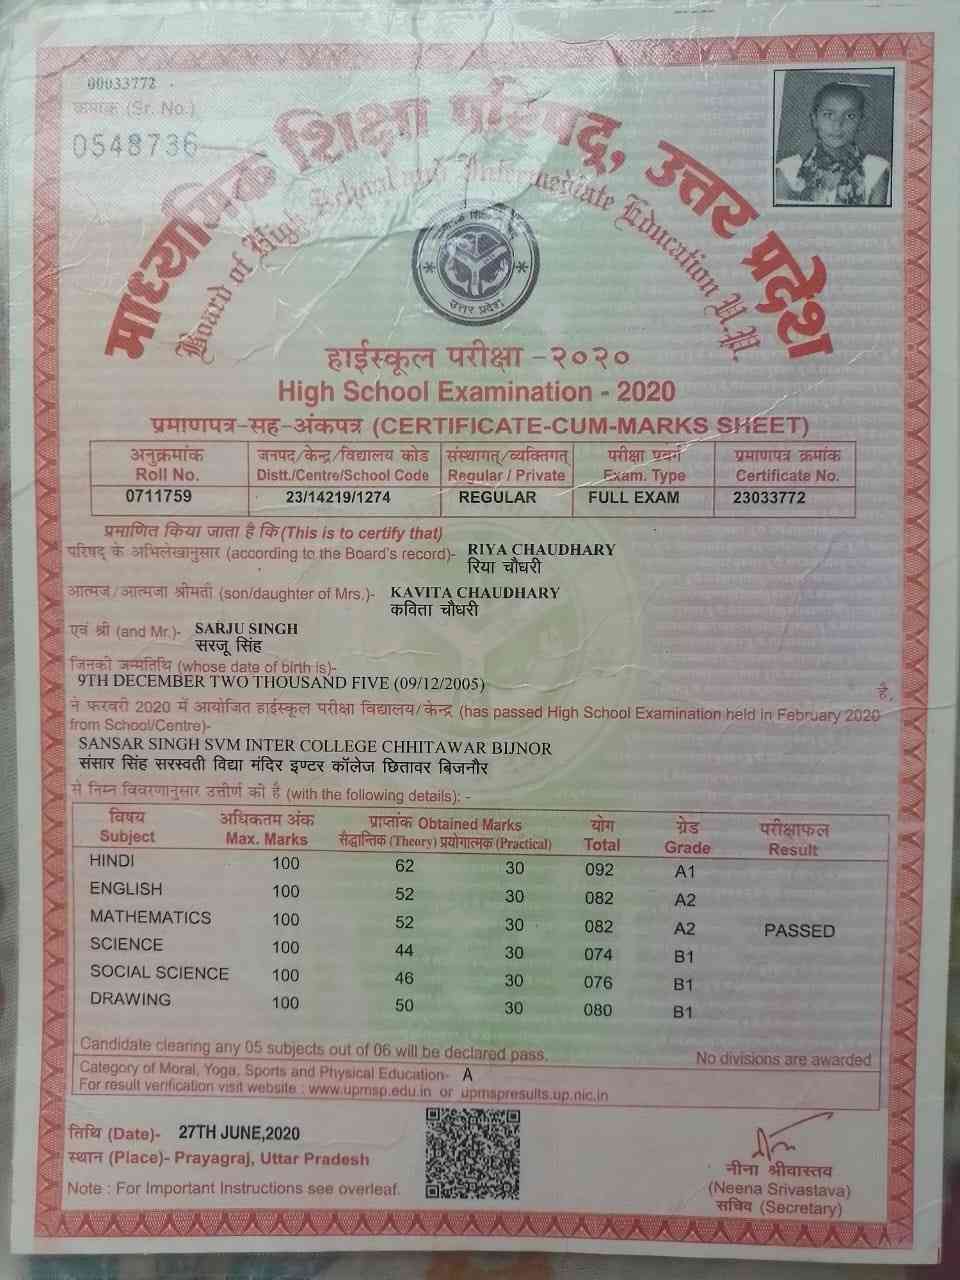 00033772
क्रमांक (Sr. No.)
0548736
माध्यमिक शिक्षा परिषद्, उत्तर प्रदेश
Board of High School and Intermediate Education U.P.
उत्तर प्रदेश
हाईस्कूल परीक्षा -२०२०
High School Examination - 2020
प्रमाणपत्र-सह-अंकपत्र (CERTIFICATE-CUM-MARKS SHEET)
अनुक्रमांक जनपद/केन्द्र/विद्यालय कोड संस्थागत्/व्यक्तिगत् परीक्षा प्रवर्ग प्रमाणपत्र क्रमांक
Roll No. Distt./Centre/School Code Regular / Private Exam. Type Certificate No.
0711759 23/14219/1274 REGULAR FULL EXAM 23033772
प्रमाणित किया जाता है कि (This is to certify that)
परिषद् के अभिलेखानुसार (according to the Board's record)- RIYA CHAUDHARY
रिया चौधरी
आत्मज/आत्मजा श्रीमती (son/daughter of Mrs.)- KAVITA CHAUDHARY
कविता चौधरी
एवं श्री (and Mr.)- SARJU SINGH
सरजू सिंह
जिनकी जन्मतिथि (whose date of birth is)-
9TH DECEMBER TWO THOUSAND FIVE (09/12/2005) है,
ने फरवरी 2020 में आयोजित हाईस्कूल परीक्षा विद्यालय/केन्द्र (has passed High School Examination held in February 2020
from School/Centre)-
SANSAR SINGH SVM INTER COLLEGE CHHITAWAR BIJNOR
संसार सिंह सरस्वती विद्या मंदिर इण्टर कॉलेज छितावर बिजनौर
से निम्न विवरणानुसार उत्तीर्ण की है (with the following details): -
विषय अधिकतम अंक प्राप्तांक Obtained Marks योग ग्रेड परीक्षाफल
Subject Max. Marks सैद्धान्तिक (Theory) प्रयोगात्मक (Practical) Total Grade Result
HINDI 100 62 30 092 A1
ENGLISH 100 52 30 082 A2
MATHEMATICS 100 52 30 082 A2 PASSED
SCIENCE 100 44 30 074 B1
SOCIAL SCIENCE 100 46 30 076 B1
DRAWING 100 50 30 080 B1
Candidate clearing any 05 subjects out of 06 will be declared pass. No divisions are awarded
Category of Moral, Yoga, Sports and Physical Education- A
For result verification visit website : www.upmsp.edu.in or upmspresults.up.nic.in
तिथि (Date)- 27TH JUNE,2020
स्थान (Place)- Prayagraj, Uttar Pradesh
Note : For Important Instructions see overleaf.
नीना श्रीवास्तव
(Neena Srivastava)
सचिव (Secretary)